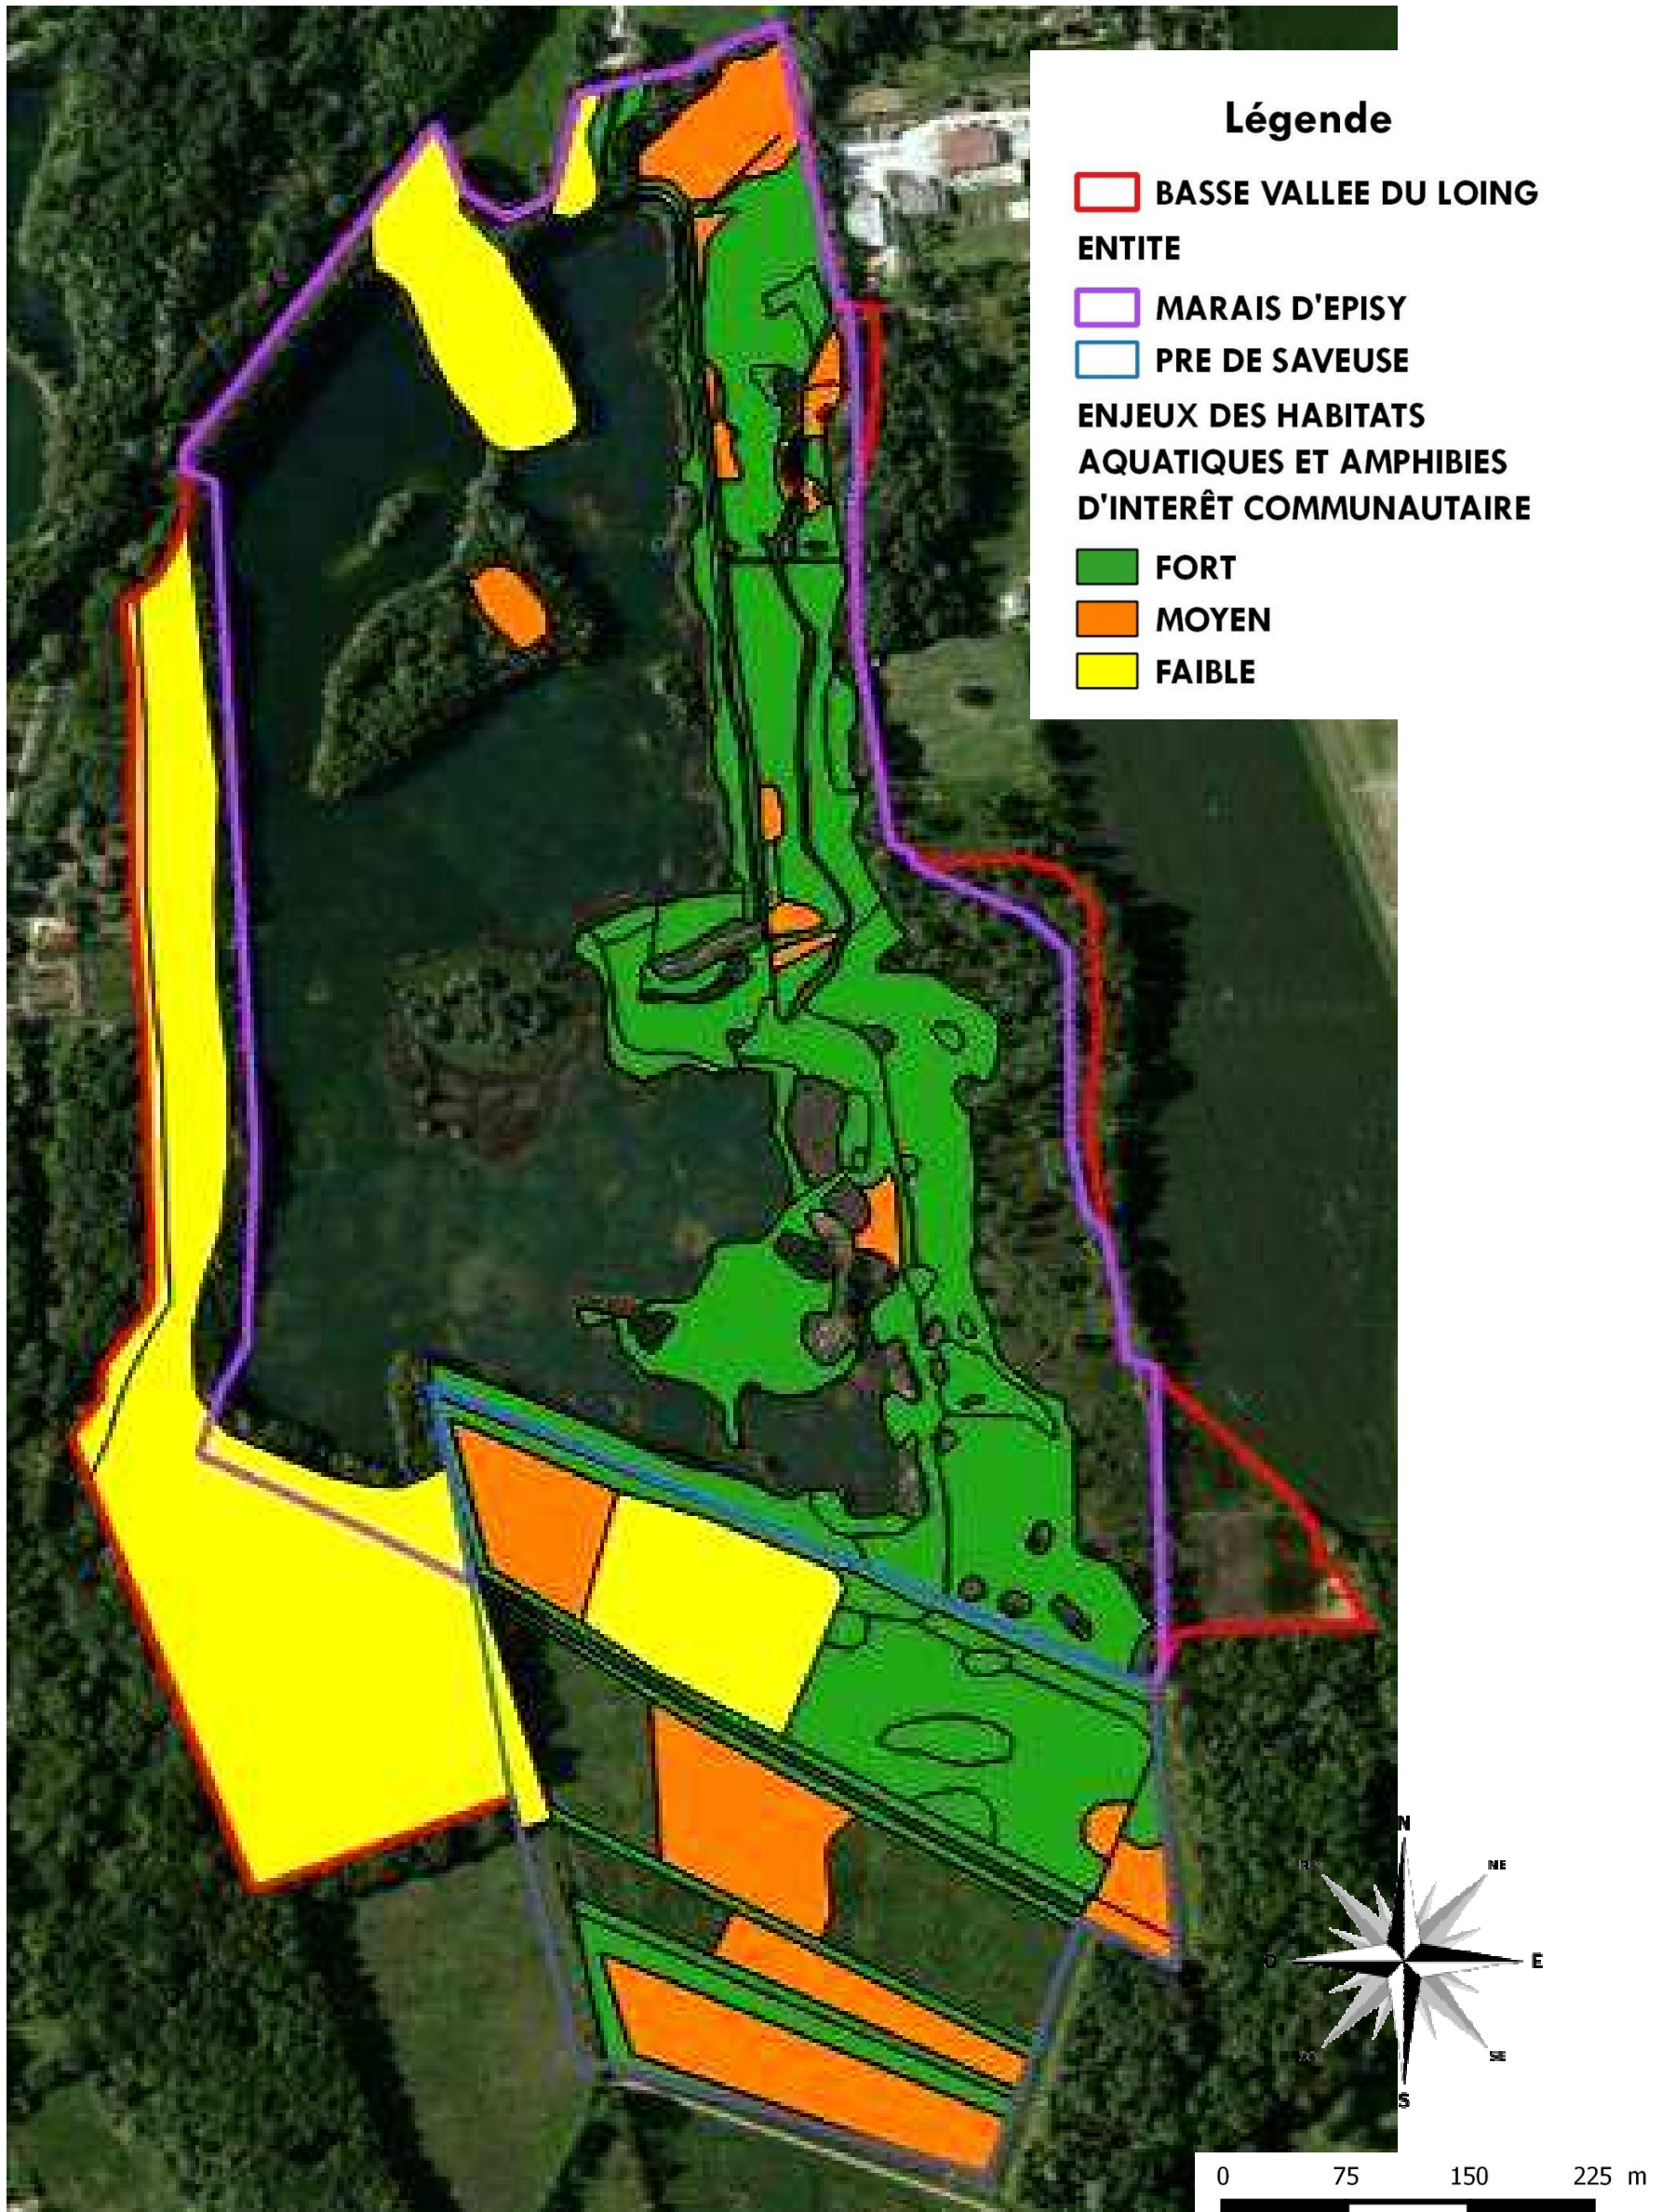 Légende
BASSE VALLEE DU LOING
ENTITE
MARAIS D'EPISY
PRE DE SAVEUSE
ENJEUX DES HABITATS
AQUATIQUES ET AMPHIBIES
D'INTERÊT COMMUNAUTAIRE
FORT
MOYEN
FAIBLE
N
NE
O
E
SE
S
0 75 150 225 m